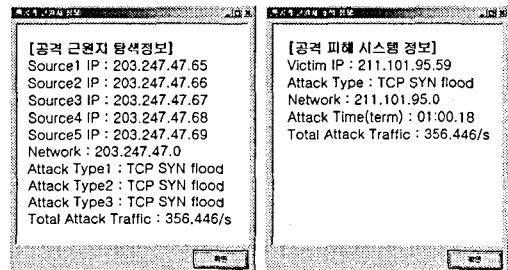 [공격 근원지 탐색정보]
Source1 IP : 203.247.47.65
Source2 IP : 203.247.47.66
Source3 IP : 203.247.47.67
Source4 IP : 203.247.47.68
Source5 IP : 203.247.47.69
Network : 203.247.47.0
Attack Type1 : TCP SYN flood
Attack Type2 : TCP SYN flood
Attack Type3 : TCP SYN flood
Total Attack Traffic : 356.446/s
확인
[공격 피해 시스템 정보]
Victim IP : 211.101.95.59
Attack Type : TCP SYN flood
Network : 211.101.95.0
Attack Time(term) : 01:00.18
Total Attack Traffic : 356.446/s
확인